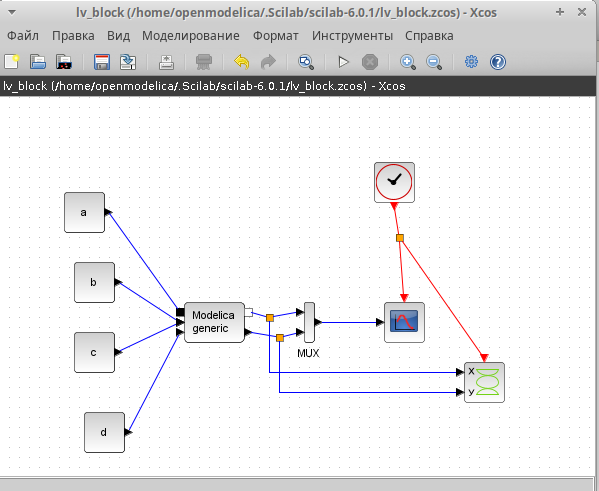 lv_block (/home/openmodelica/.Scilab/scilab-6.0.1/lv_block.zcos) - Xcos
Файл Правка Вид Моделирование Формат Инструменты Справка
lv_block (/home/openmodelica/.Scilab/scilab-6.0.1/lv_block.zcos) - Xcos
a
b
c
d
Modelica
generic
MUX
X
y